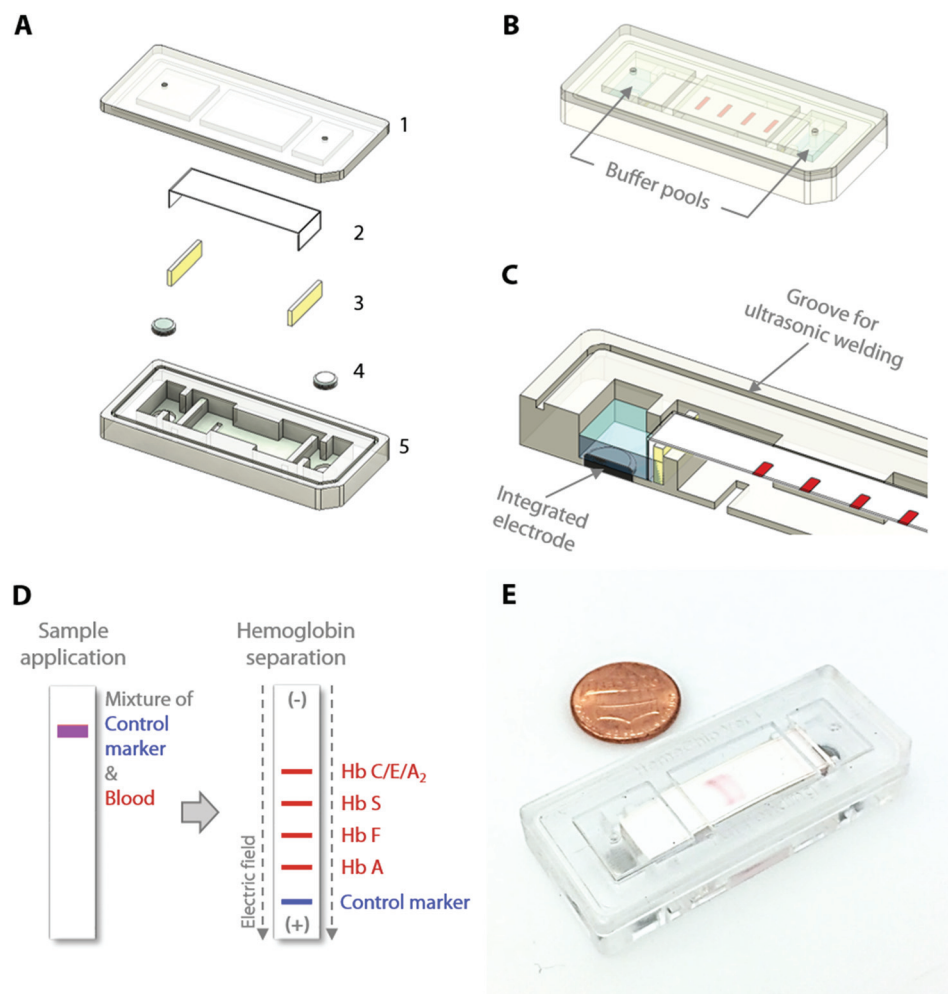 A
1
2
3
4
5
B
Buffer pools
C
Groove for
ultrasonic welding
Integrated
electrode
D
Sample
application
Mixture of
Control
marker
&
Blood
Hemoglobin
separation
(-)
Hb C/E/A₂
Hb S
Hb F
Hb A
Control marker
(+)
Electric field
E